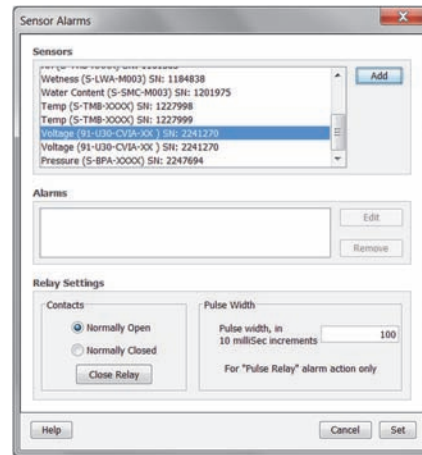 Sensor Alarms
Sensors
Wetness (S-LWA-M003) SN: 1184838
Water Content (S-SMC-M003) SN: 1201975
Temp (S-TMB-XXXX) SN: 1227998
Temp (S-TMB-XXXX) SN: 1227999
Voltage (91-U30-CVIA-XX ) SN: 2241270
Voltage (91-U30-CVIA-XX ) SN: 2241270
Pressure (S-BPA-XXXX) SN: 2247694
Add
Alarms
Edit
Remove
Relay Settings
Contacts
Normally Open
Normally Closed
Close Relay
Pulse Width
Pulse width, in
10 milliSec increments
100
For "Pulse Relay" alarm action only
Help
Cancel
Set